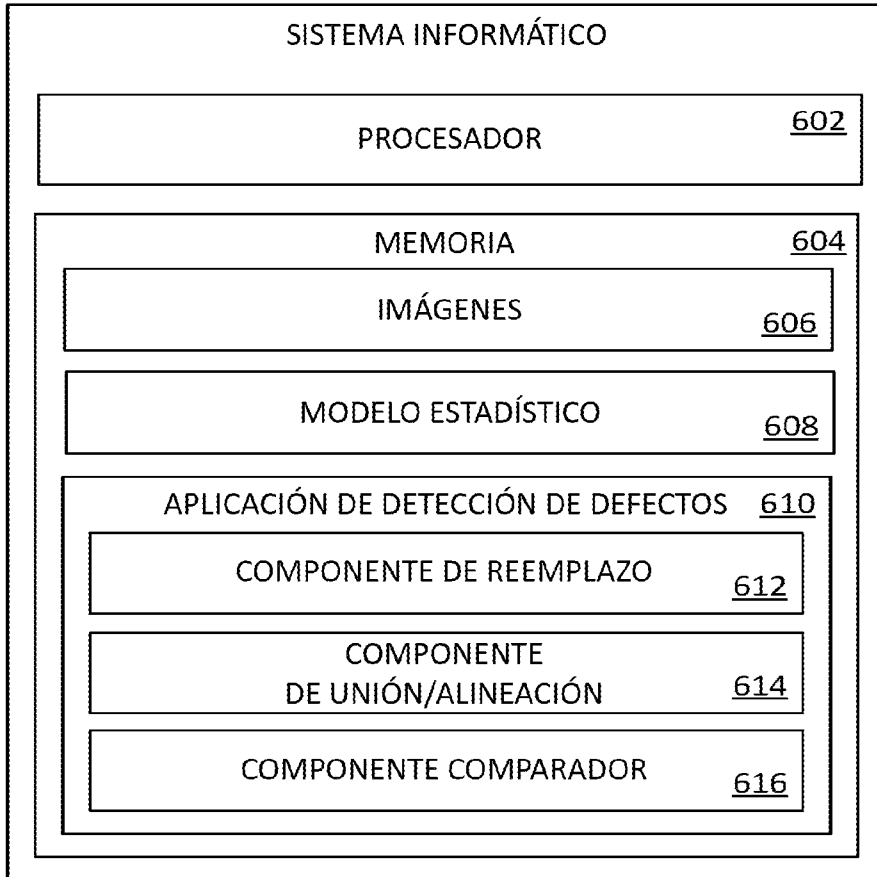 SISTEMA INFORMÁTICO
PROCESADOR 602
MEMORIA 604
IMÁGENES 606
MODELO ESTADÍSTICO 608
APLICACIÓN DE DETECCIÓN DE DEFECTOS 610
COMPONENTE DE REEMPLAZO 612
COMPONENTE
DE UNIÓN/ALINEACIÓN 614
COMPONENTE COMPARADOR 616